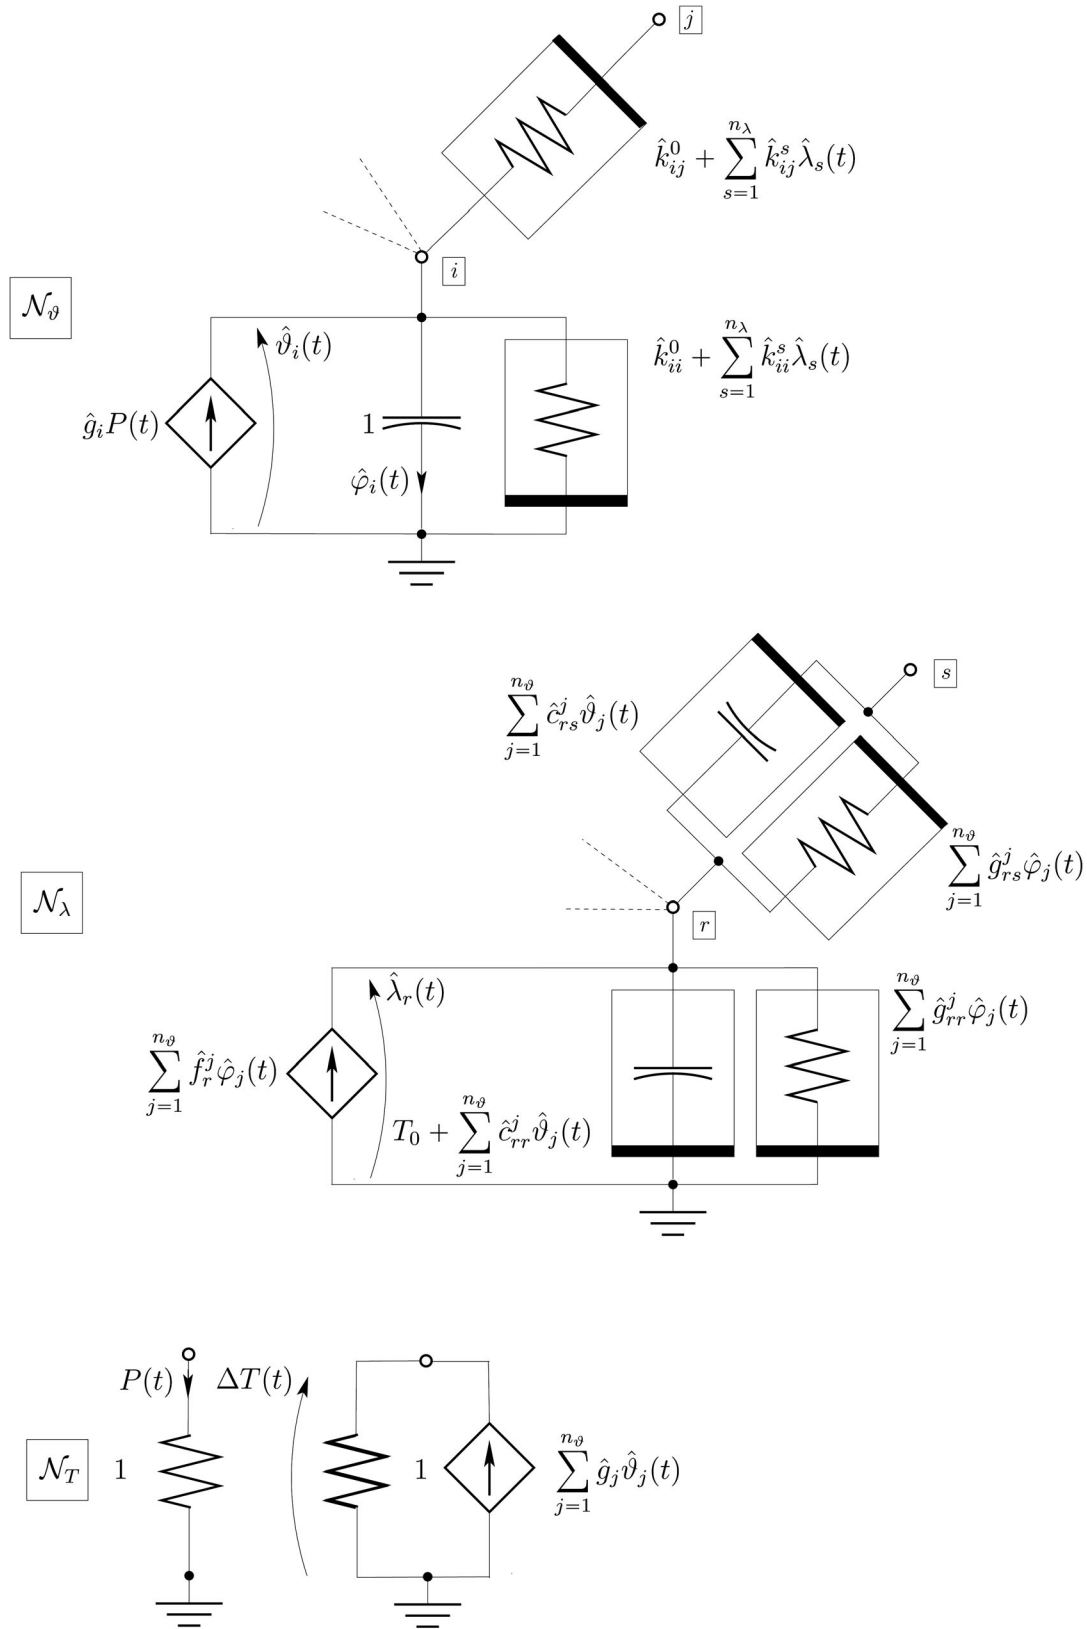 j
$\hat{k}_{ij}^{0} + \sum_{s=1}^{n_\lambda} \hat{k}_{ij}^{s} \hat{\lambda}_s(t)$
i
$\mathcal{N}_\vartheta$
$\hat{\vartheta}_i(t)$
$\hat{k}_{ii}^{0} + \sum_{s=1}^{n_\lambda} \hat{k}_{ii}^{s} \hat{\lambda}_s(t)$
$\hat{g}_i P(t)$
1
$\hat{\varphi}_i(t)$
s
$\sum_{j=1}^{n_\vartheta} \hat{c}_{rs}^{j} \hat{\vartheta}_j(t)$
$\sum_{j=1}^{n_\vartheta} \hat{g}_{rs}^{j} \hat{\varphi}_j(t)$
$\mathcal{N}_\lambda$
r
$\hat{\lambda}_r(t)$
$\sum_{j=1}^{n_\vartheta} \hat{g}_{rr}^{j} \hat{\varphi}_j(t)$
$\sum_{j=1}^{n_\vartheta} \hat{f}_{r}^{j} \hat{\varphi}_j(t)$
$T_0 + \sum_{j=1}^{n_\vartheta} \hat{c}_{rr}^{j} \hat{\vartheta}_j(t)$
$P(t)$
$\Delta T(t)$
$\mathcal{N}_T$
1
1
$\sum_{j=1}^{n_\vartheta} \hat{g}_j \hat{\vartheta}_j(t)$